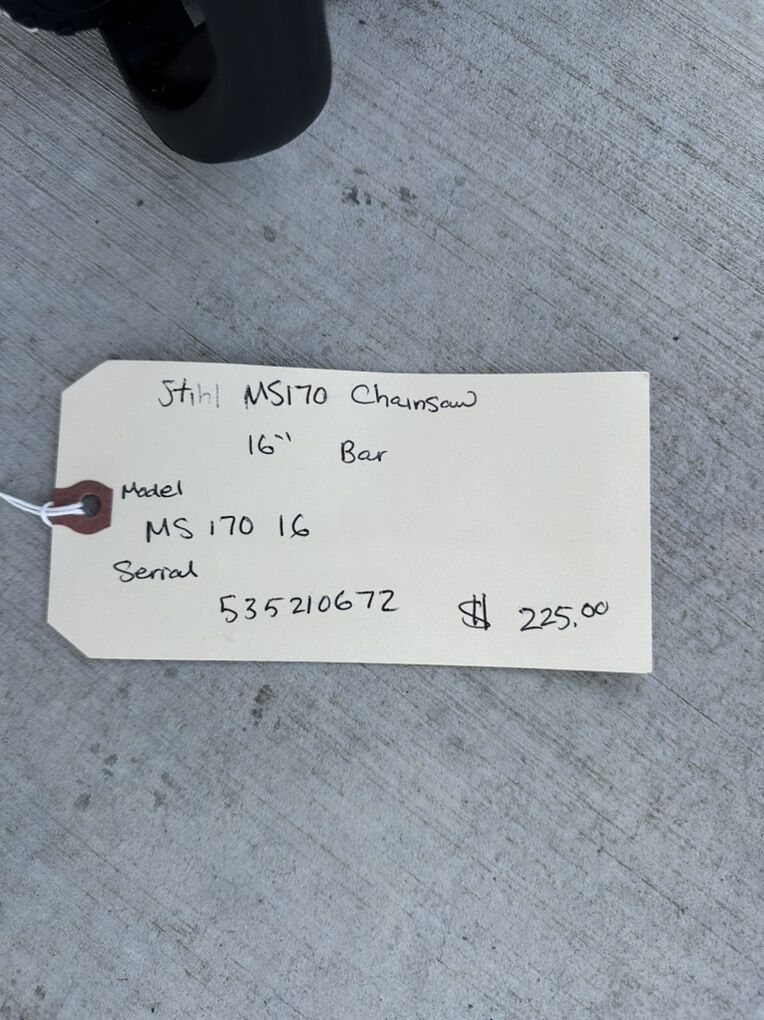 Stihl MS170 Chainsaw
16" Bar
Model
MS 170 16
Serial
535210672 $ 225.00